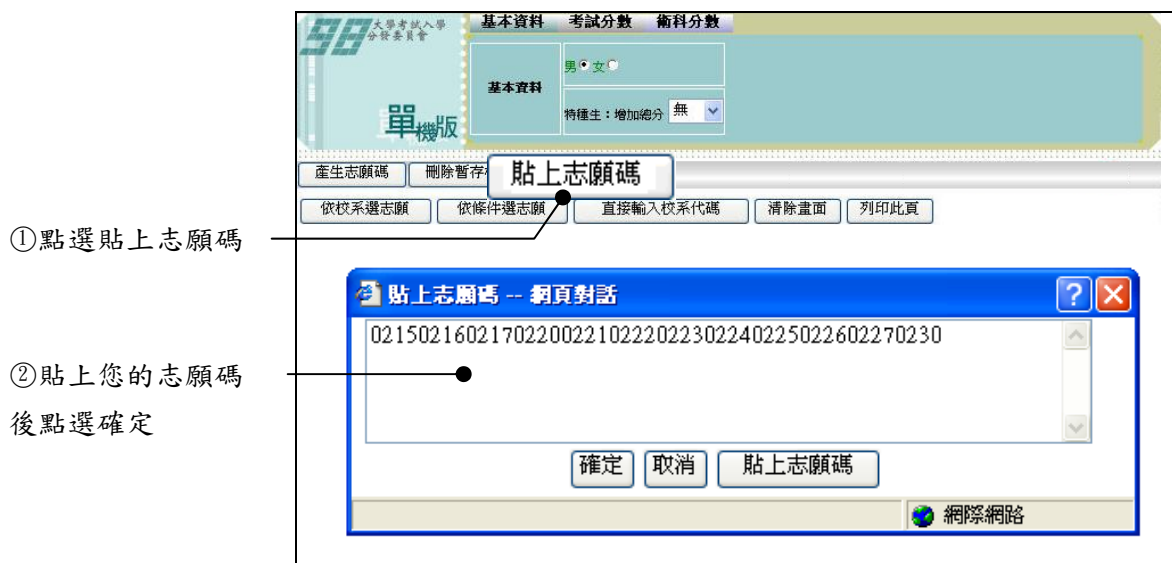 98
大學考試入學
分發委員會
單機版
基本資料 考試分數 術科分數
基本資料
男 女
特種生：增加總分 無
產生志願碼 刪除暫存 貼上志願碼
依校系選志願 依條件選志願 直接輸入校系代碼 清除畫面 列印此頁
①點選貼上志願碼
貼上志願碼 -- 網頁對話
021502160217022002210222022302240225022602270230
②貼上您的志願碼
後點選確定
確定 取消 貼上志願碼
網際網路